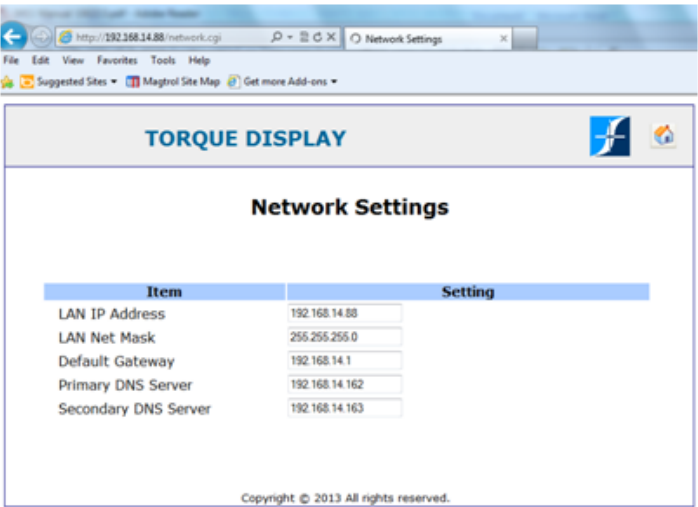 http://192.168.14.88/network.cgi
Network Settings
File Edit View Favorites Tools Help
Suggested Sites Magtrol Site Map Get more Add-ons
TORQUE DISPLAY
Network Settings
Item Setting
LAN IP Address 192.168.14.88
LAN Net Mask 255.255.255.0
Default Gateway 192.168.14.1
Primary DNS Server 192.168.14.162
Secondary DNS Server 192.168.14.163
Copyright © 2013 All rights reserved.